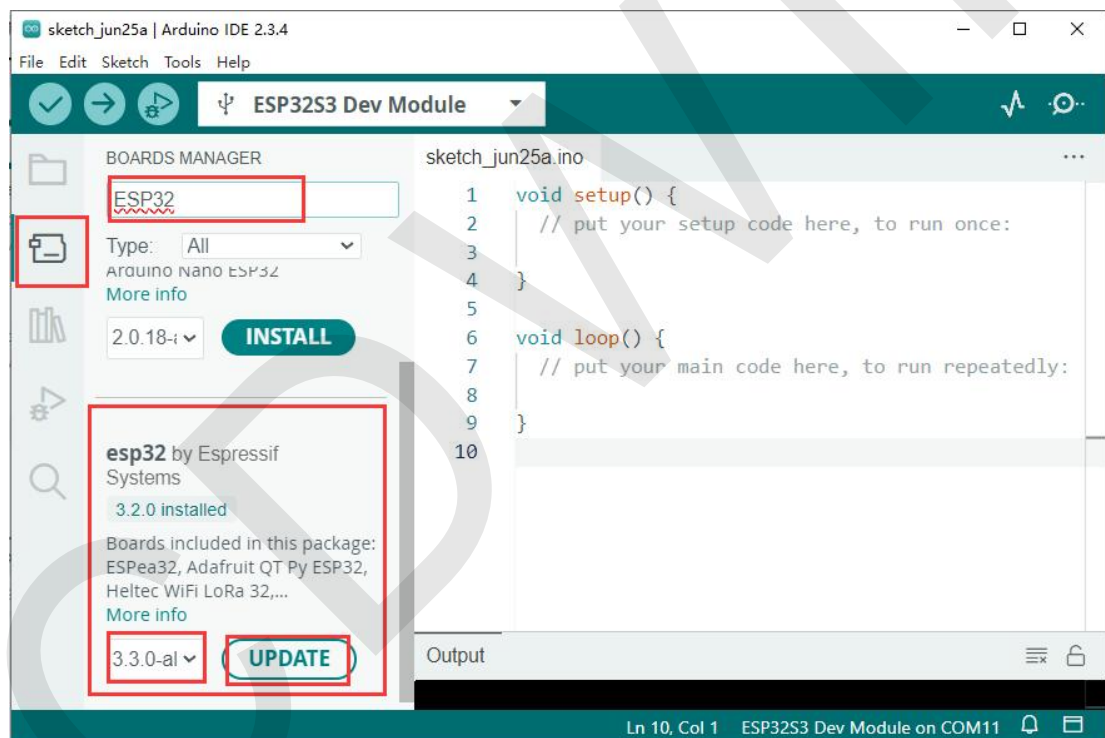 sketch_jun25a | Arduino IDE 2.3.4
File Edit Sketch Tools Help
ESP32S3 Dev Module
BOARDS MANAGER
ESP32
Type: All
Arduino Nano ESP32
More info
2.0.18-a
INSTALL
esp32 by Espressif
Systems
3.2.0 installed
Boards included in this package:
ESPea32, Adafruit QT Py ESP32,
Heltec WiFi LoRa 32,...
More info
3.3.0-al
UPDATE
sketch_jun25a.ino
1 void setup() {
2 // put your setup code here, to run once:
3
4 }
5
6 void loop() {
7 // put your main code here, to run repeatedly:
8
9 }
10
Output
Ln 10, Col 1 ESP32S3 Dev Module on COM11